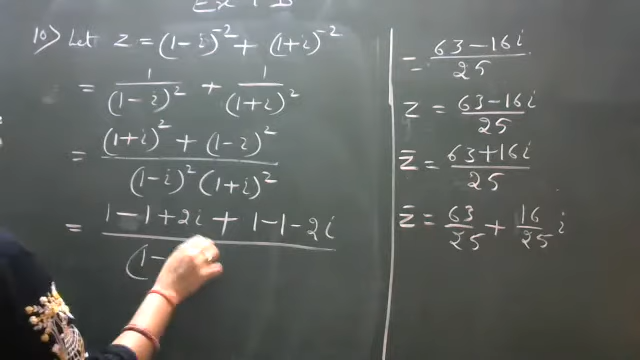 10) Let z = (1-i)^-2 + (1+i)^-2
= 1/(1-i)^2 + 1/(1+i)^2
= ((1+i)^2 + (1-i)^2)/((1-i)^2 (1+i)^2)
= (1-1+2i + 1-1-2i)/(1-
= (63-16i)/25
z = (63-16i)/25
z̄ = (63+16i)/25
z̄ = 63/25 + 16/25 i